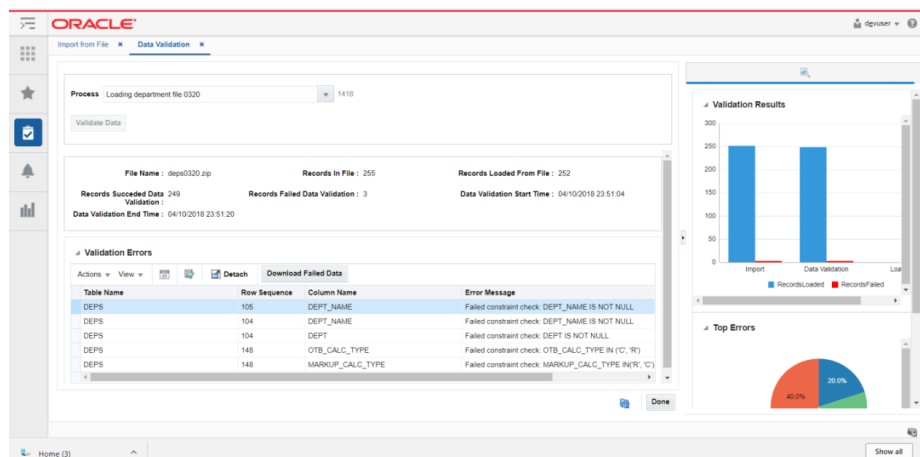 ORACLE®
devuser
Import from File ×
Data Validation ×
Process Loading department file 0320 1418
Validate Data
File Name : deps0320.zip Records In File : 255 Records Loaded From File : 252
Records Succeded Data Validation : 249 Records Failed Data Validation : 3 Data Validation Start Time : 04/10/2018 23:51:04
Data Validation End Time : 04/10/2018 23:51:20
Validation Errors
Actions View Detach Download Failed Data
Table Name Row Sequence Column Name Error Message
DEPS 105 DEPT_NAME Failed constraint check: DEPT_NAME IS NOT NULL
DEPS 104 DEPT_NAME Failed constraint check: DEPT_NAME IS NOT NULL
DEPS 104 DEPT Failed constraint check: DEPT IS NOT NULL
DEPS 148 OTB_CALC_TYPE Failed constraint check: OTB_CALC_TYPE IN ('C', 'R')
DEPS 148 MARKUP_CALC_TYPE Failed constraint check: MARKUP_CALC_TYPE IN('R', 'C')
Done
Validation Results
300
250
200
150
100
50
0
Import Data Validation Loa
RecordsLoaded RecordsFailed
Top Errors
20.0%
40.0%
Home (3)
Show all